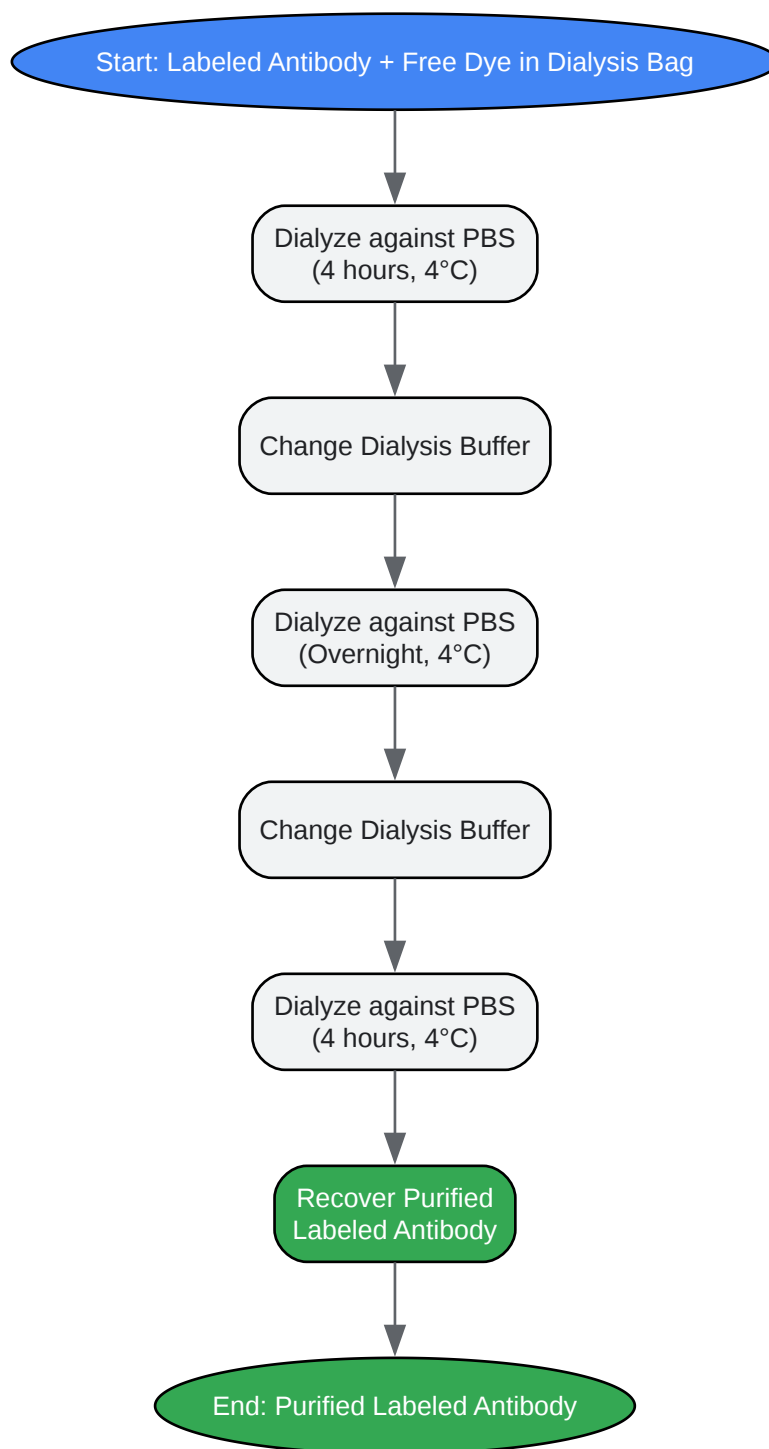 Start: Labeled Antibody + Free Dye in Dialysis Bag
Dialyze against PBS
(4 hours, 4°C)
Change Dialysis Buffer
Dialyze against PBS
(Overnight, 4°C)
Change Dialysis Buffer
Dialyze against PBS
(4 hours, 4°C)
Recover Purified
Labeled Antibody
End: Purified Labeled Antibody